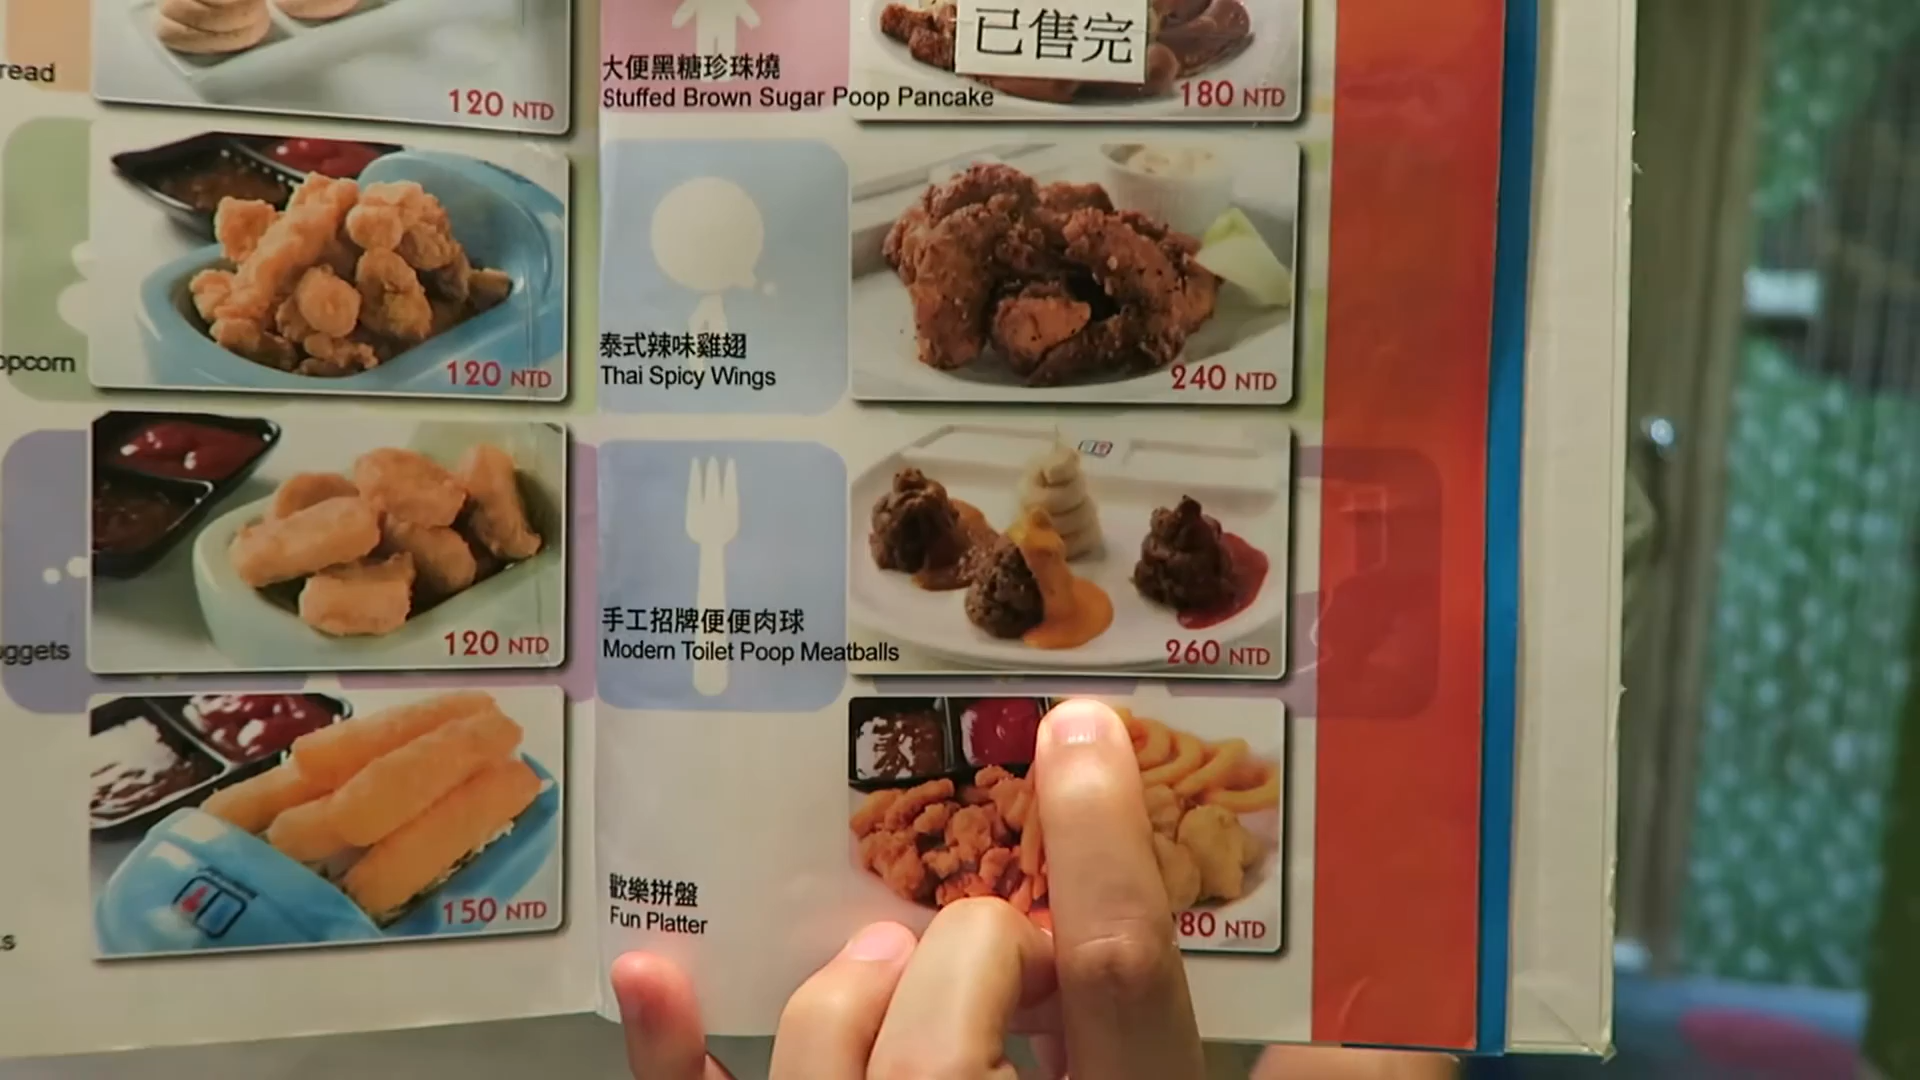 read
120 NTD
opcorn
120 NTD
uggets
120 NTD
150 NTD
已售完
大便黑糖珍珠燒
Stuffed Brown Sugar Poop Pancake
180 NTD
泰式辣味雞翅
Thai Spicy Wings
240 NTD
手工招牌便便肉球
Modern Toilet Poop Meatballs
260 NTD
歡樂拼盤
Fun Platter
80 NTD